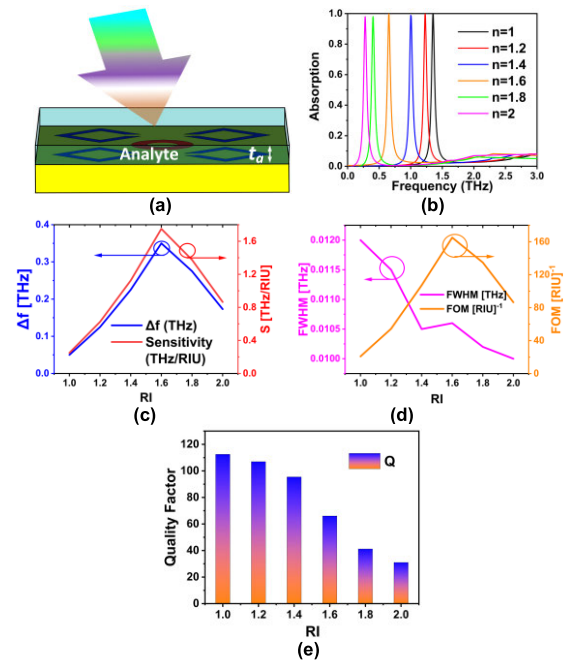 Analyte
tₐ
(a)
1.0
0.8
0.6
0.4
0.2
0.0
Absorption
n=1
n=1.2
n=1.4
n=1.6
n=1.8
n=2
0.0 0.5 1.0 1.5 2.0 2.5 3.0
Frequency (THz)
(b)
0.4
0.3
0.2
0.1
0.0
Δf [THz]
Δf (THz)
Sensitivity
(THz/RIU)
1.6
1.2
0.8
0.4
0.0
S [THz/RIU]
1.0 1.2 1.4 1.6 1.8 2.0
RI
(c)
0.0120
0.0115
0.0110
0.0105
0.0100
FWHM [THz]
FWHM [THz]
FOM [RIU]⁻¹
160
120
80
40
0
FOM [RIU]⁻¹
1.0 1.2 1.4 1.6 1.8 2.0
RI
(d)
120
100
80
60
40
20
0
Quality Factor
Q
1.0 1.2 1.4 1.6 1.8 2.0
RI
(e)